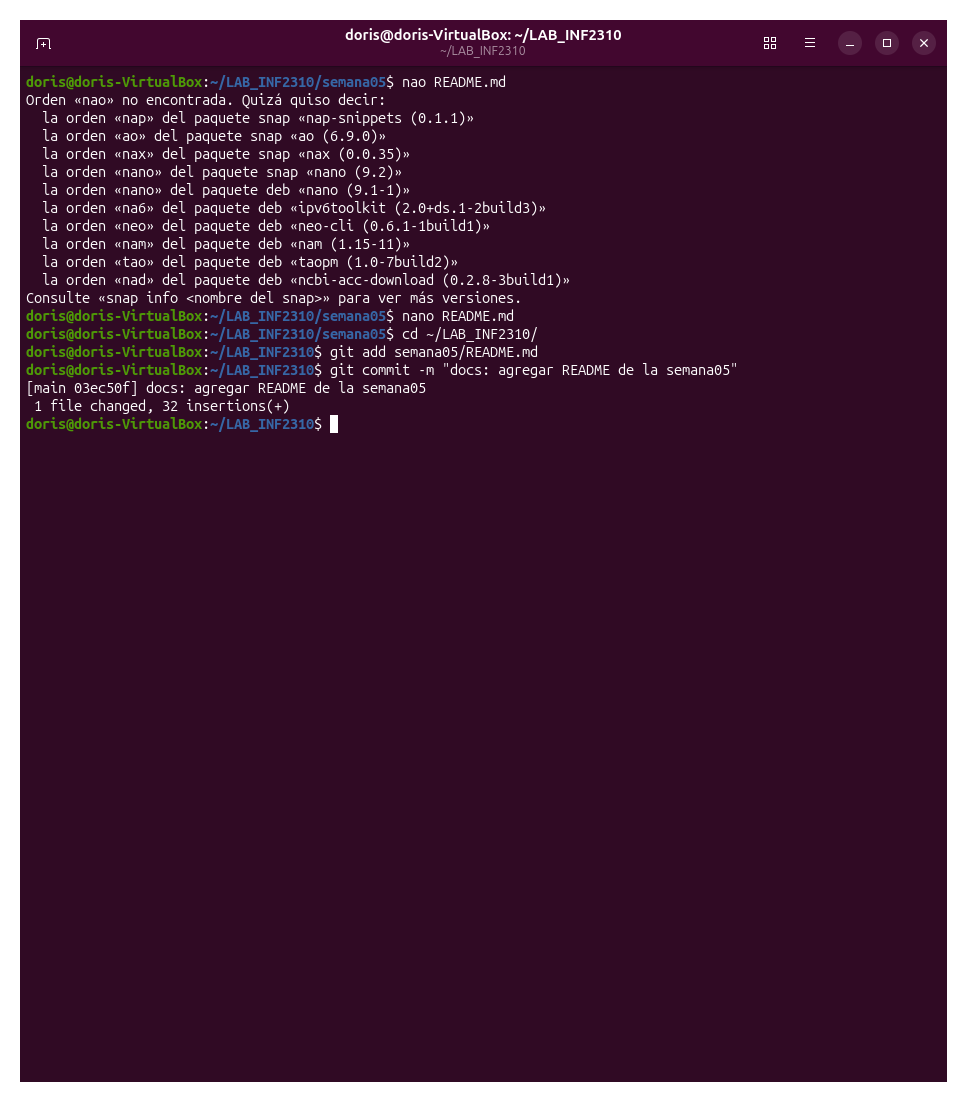 doris@doris-VirtualBox: ~/LAB_INF2310
~/LAB_INF2310
doris@doris-VirtualBox:~/LAB_INF2310/semana05$ nao README.md
Orden «nao» no encontrada. Quizá quiso decir:
  la orden «nap» del paquete snap «nap-snippets (0.1.1)»
  la orden «ao» del paquete snap «ao (6.9.0)»
  la orden «nax» del paquete snap «nax (0.0.35)»
  la orden «nano» del paquete snap «nano (9.2)»
  la orden «nano» del paquete deb «nano (9.1-1)»
  la orden «na6» del paquete deb «ipv6toolkit (2.0+ds.1-2build3)»
  la orden «neo» del paquete deb «neo-cli (0.6.1-1build1)»
  la orden «nam» del paquete deb «nam (1.15-11)»
  la orden «tao» del paquete deb «taopm (1.0-7build2)»
  la orden «nad» del paquete deb «ncbi-acc-download (0.2.8-3build1)»
Consulte «snap info <nombre del snap>» para ver más versiones.
doris@doris-VirtualBox:~/LAB_INF2310/semana05$ nano README.md
doris@doris-VirtualBox:~/LAB_INF2310/semana05$ cd ~/LAB_INF2310/
doris@doris-VirtualBox:~/LAB_INF2310$ git add semana05/README.md
doris@doris-VirtualBox:~/LAB_INF2310$ git commit -m "docs: agregar README de la semana05"
[main 03ec50f] docs: agregar README de la semana05
 1 file changed, 32 insertions(+)
doris@doris-VirtualBox:~/LAB_INF2310$